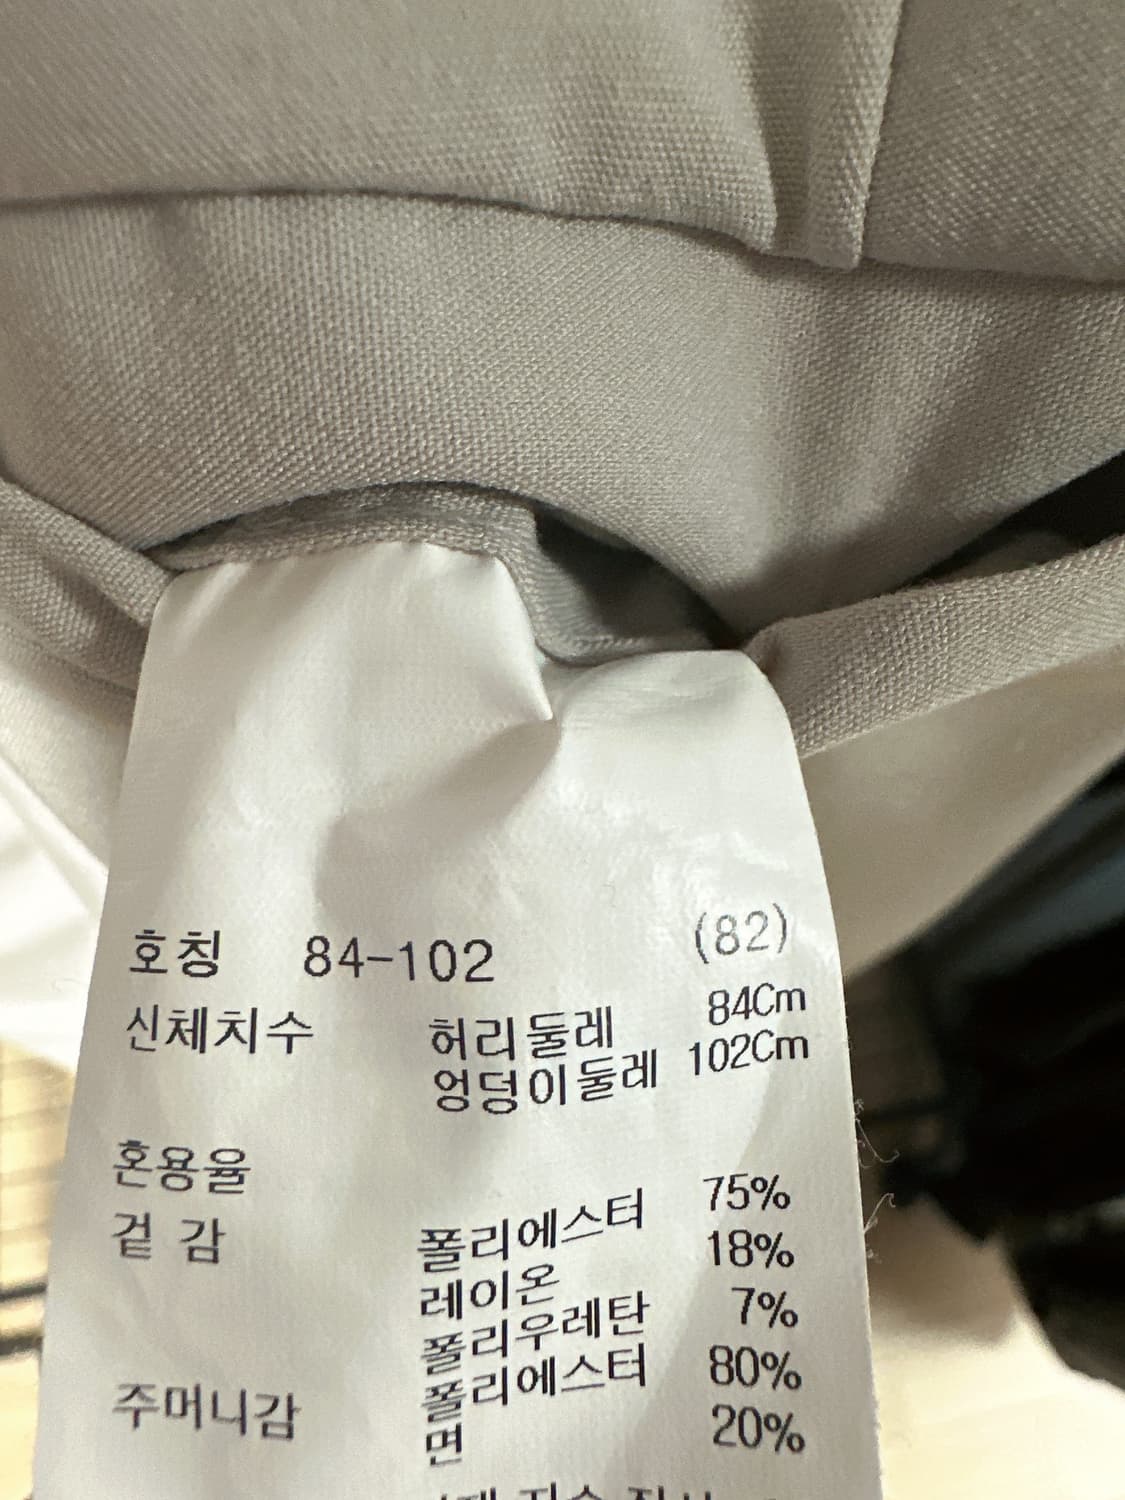 호칭 84-102 (82)
신체치수 허리둘레 84Cm
엉덩이둘레 102Cm
혼용율
겉 감 폴리에스터 75%
레이온 18%
폴리우레탄 7%
주머니감 폴리에스터 80%
면 20%